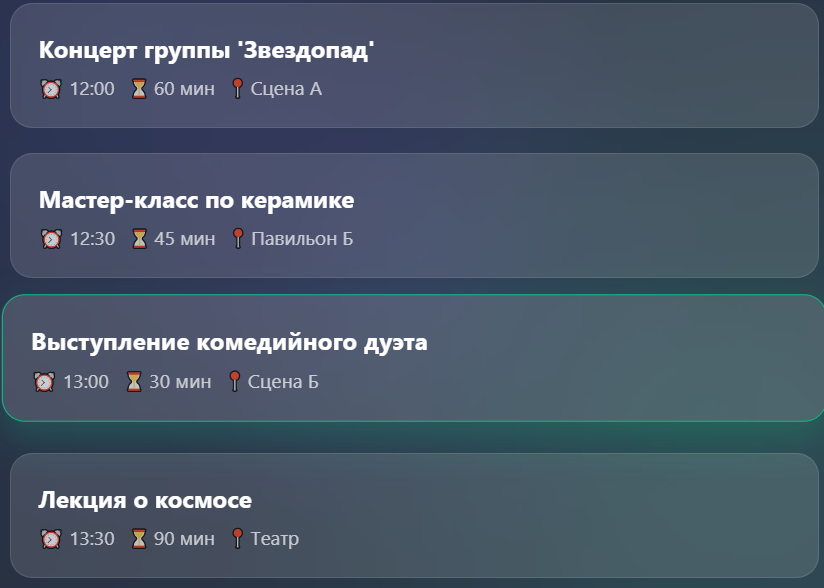 Концерт группы 'Звездопад'
⏰ 12:00 ⏳ 60 мин 📍 Сцена А
Мастер-класс по керамике
⏰ 12:30 ⏳ 45 мин 📍 Павильон Б
Выступление комедийного дуэта
⏰ 13:00 ⏳ 30 мин 📍 Сцена Б
Лекция о космосе
⏰ 13:30 ⏳ 90 мин 📍 Театр